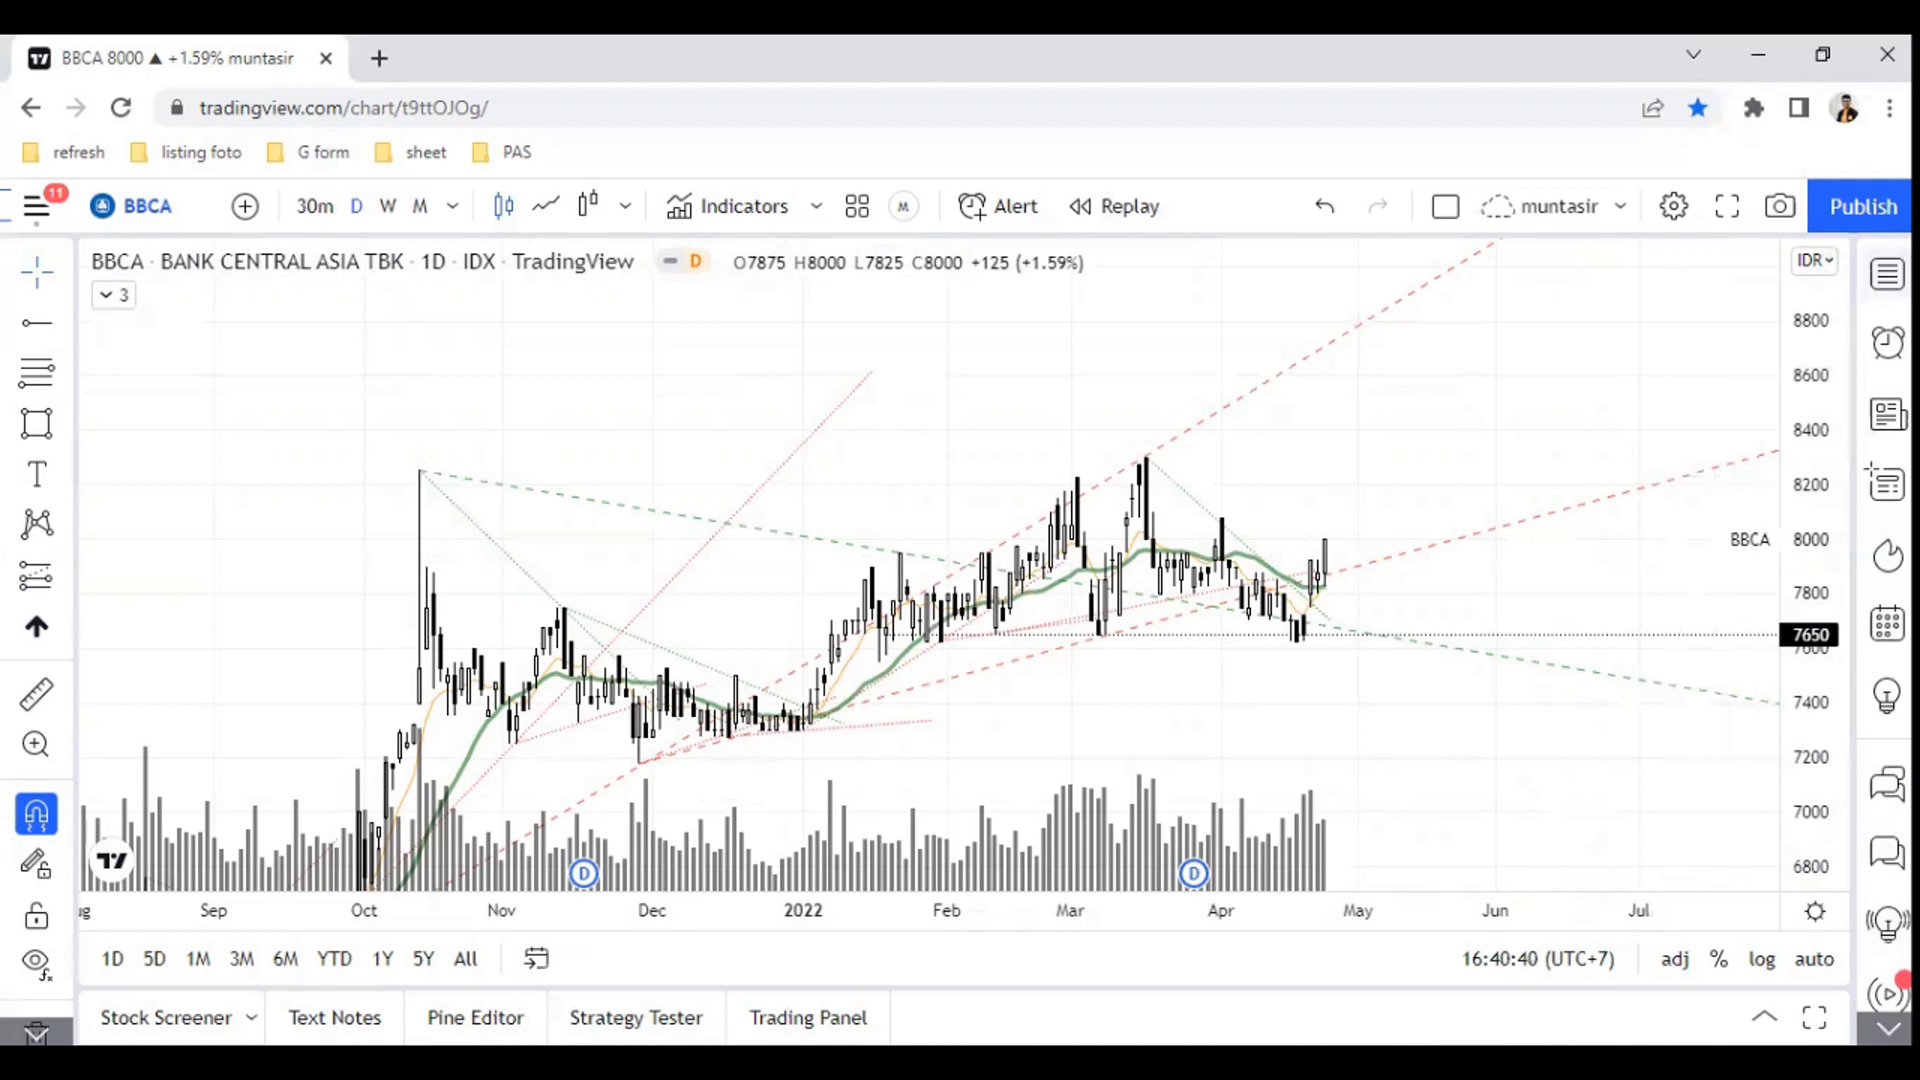 BBCA 8000 ▲ +1.59% muntasir
tradingview.com/chart/t9ttOJOg/
refresh listing foto G form sheet PAS
11
BBCA 30m D W M Indicators M Alert Replay muntasir Publish
BBCA · BANK CENTRAL ASIA TBK · 1D · IDX · TradingView D O7875 H8000 L7825 C8000 +125 (+1.59%) IDR
3
8800
8600
8400
8200
BBCA 8000
7800
7650
7600
7400
7200
7000
6800
D D
ug Sep Oct Nov Dec 2022 Feb Mar Apr May Jun Jul
1D 5D 1M 3M 6M YTD 1Y 5Y All 16:40:40 (UTC+7) adj % log auto
Stock Screener Text Notes Pine Editor Strategy Tester Trading Panel